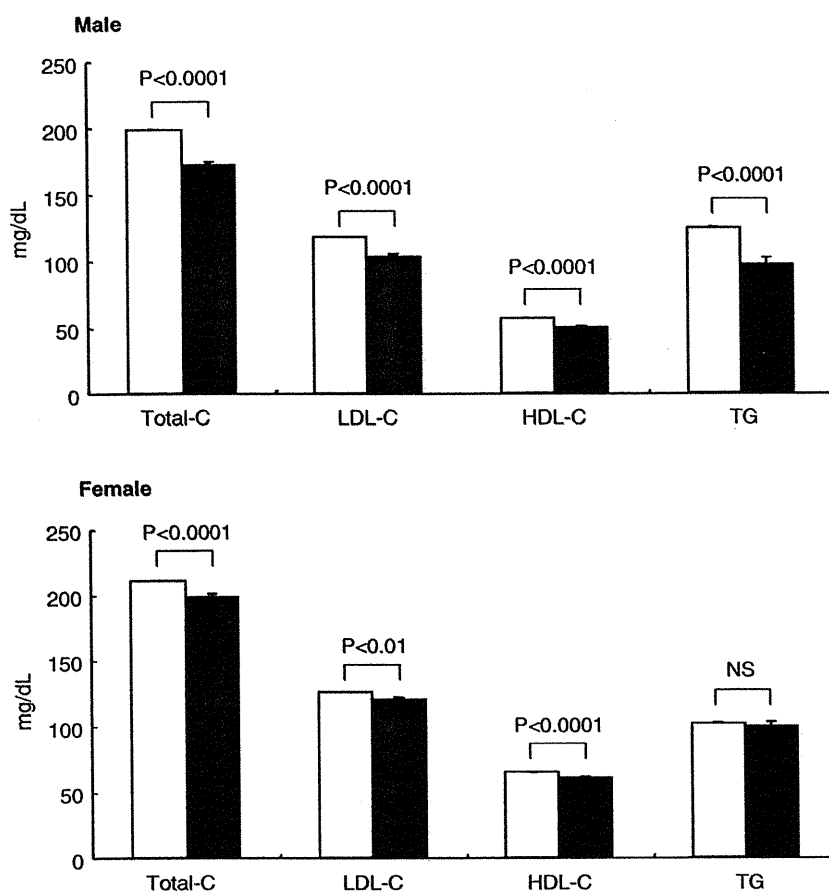 Male
250
P<0.0001
200
P<0.0001
P<0.0001
150
mg/dL
P<0.0001
100
50
0
Total-C LDL-C HDL-C TG
Female
250
P<0.0001
200
P<0.01
150
NS
mg/dL
P<0.0001
100
50
0
Total-C LDL-C HDL-C TG